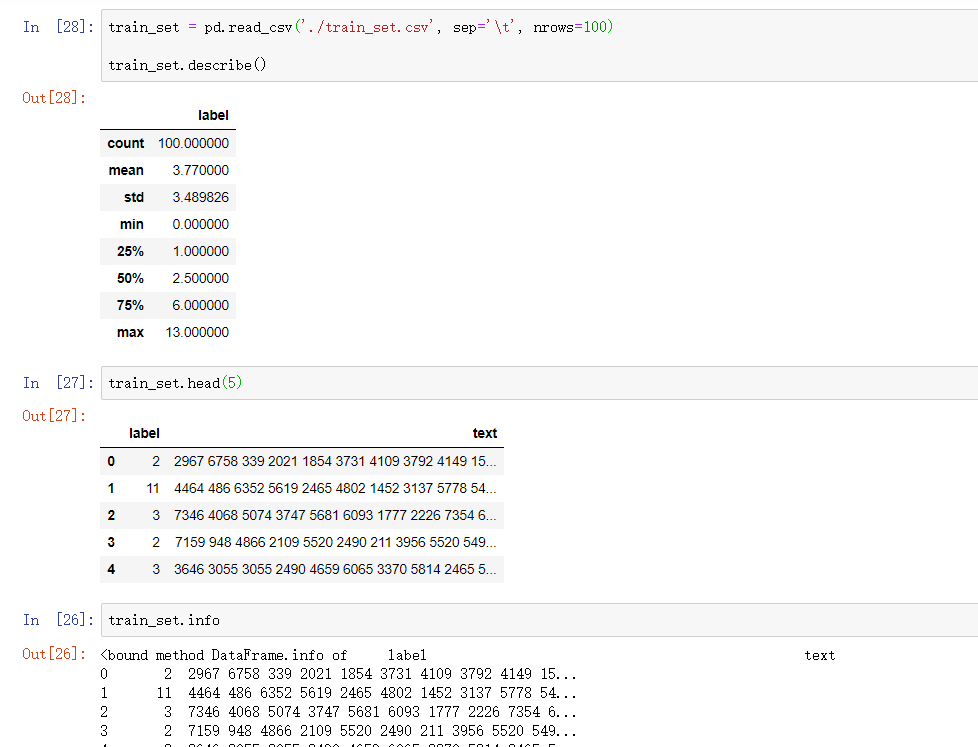 In [28]: train_set = pd.read_csv('./train_set.csv', sep='\t', nrows=100)
train_set.describe()
Out[28]:
label
count 100.000000
mean 3.770000
std 3.489826
min 0.000000
25% 1.000000
50% 2.500000
75% 6.000000
max 13.000000
In [27]: train_set.head(5)
Out[27]:
label text
0 2 2967 6758 339 2021 1854 3731 4109 3792 4149 15...
1 11 4464 486 6352 5619 2465 4802 1452 3137 5778 54...
2 3 7346 4068 5074 3747 5681 6093 1777 2226 7354 6...
3 2 7159 948 4866 2109 5520 2490 211 3956 5520 549...
4 3 3646 3055 3055 2490 4659 6065 3370 5814 2465 5...
In [26]: train_set.info
Out[26]: <bound method DataFrame.info of label text
0 2 2967 6758 339 2021 1854 3731 4109 3792 4149 15...
1 11 4464 486 6352 5619 2465 4802 1452 3137 5778 54...
2 3 7346 4068 5074 3747 5681 6093 1777 2226 7354 6...
3 2 7159 948 4866 2109 5520 2490 211 3956 5520 549...